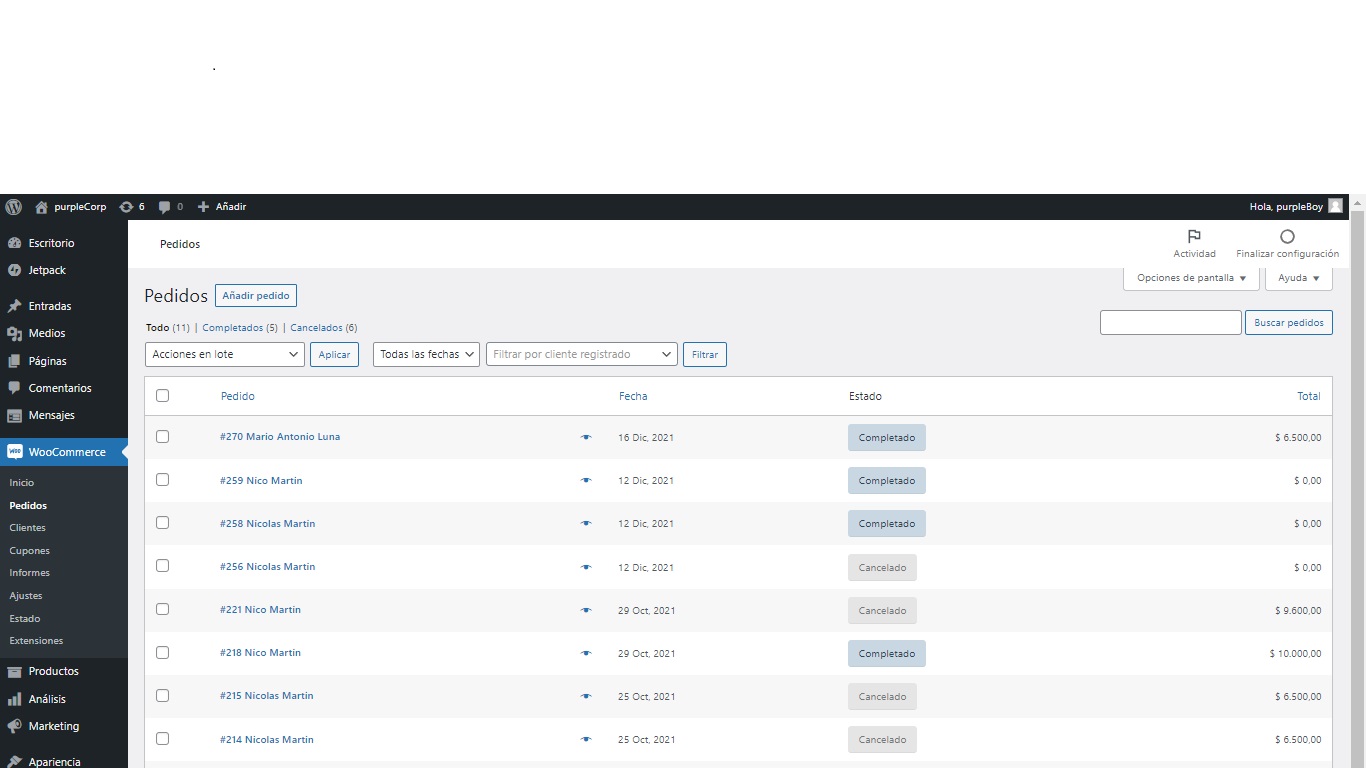 .
purpleCorp 6 0 Añadir Hola, purpleBoy
Escritorio
Jetpack
Entradas
Medios
Páginas
Comentarios
Mensajes
WooCommerce
Inicio
Pedidos
Clientes
Cupones
Informes
Ajustes
Estado
Extensiones
Productos
Análisis
Marketing
Apariencia
Pedidos
Actividad Finalizar configuración
Opciones de pantalla Ayuda
Pedidos Añadir pedido
Todo (11) | Completados (5) | Cancelados (6)
Buscar pedidos
Acciones en lote Aplicar Todas las fechas Filtrar por cliente registrado Filtrar
Pedido Fecha Estado Total
#270 Mario Antonio Luna 16 Dic, 2021 Completado $ 6.500,00
#259 Nico Martin 12 Dic, 2021 Completado $ 0,00
#258 Nicolas Martin 12 Dic, 2021 Completado $ 0,00
#256 Nicolas Martin 12 Dic, 2021 Cancelado $ 0,00
#221 Nico Martin 29 Oct, 2021 Cancelado $ 9.600,00
#218 Nico Martin 29 Oct, 2021 Completado $ 10.000,00
#215 Nicolas Martin 25 Oct, 2021 Cancelado $ 6.500,00
#214 Nicolas Martin 25 Oct, 2021 Cancelado $ 6.500,00